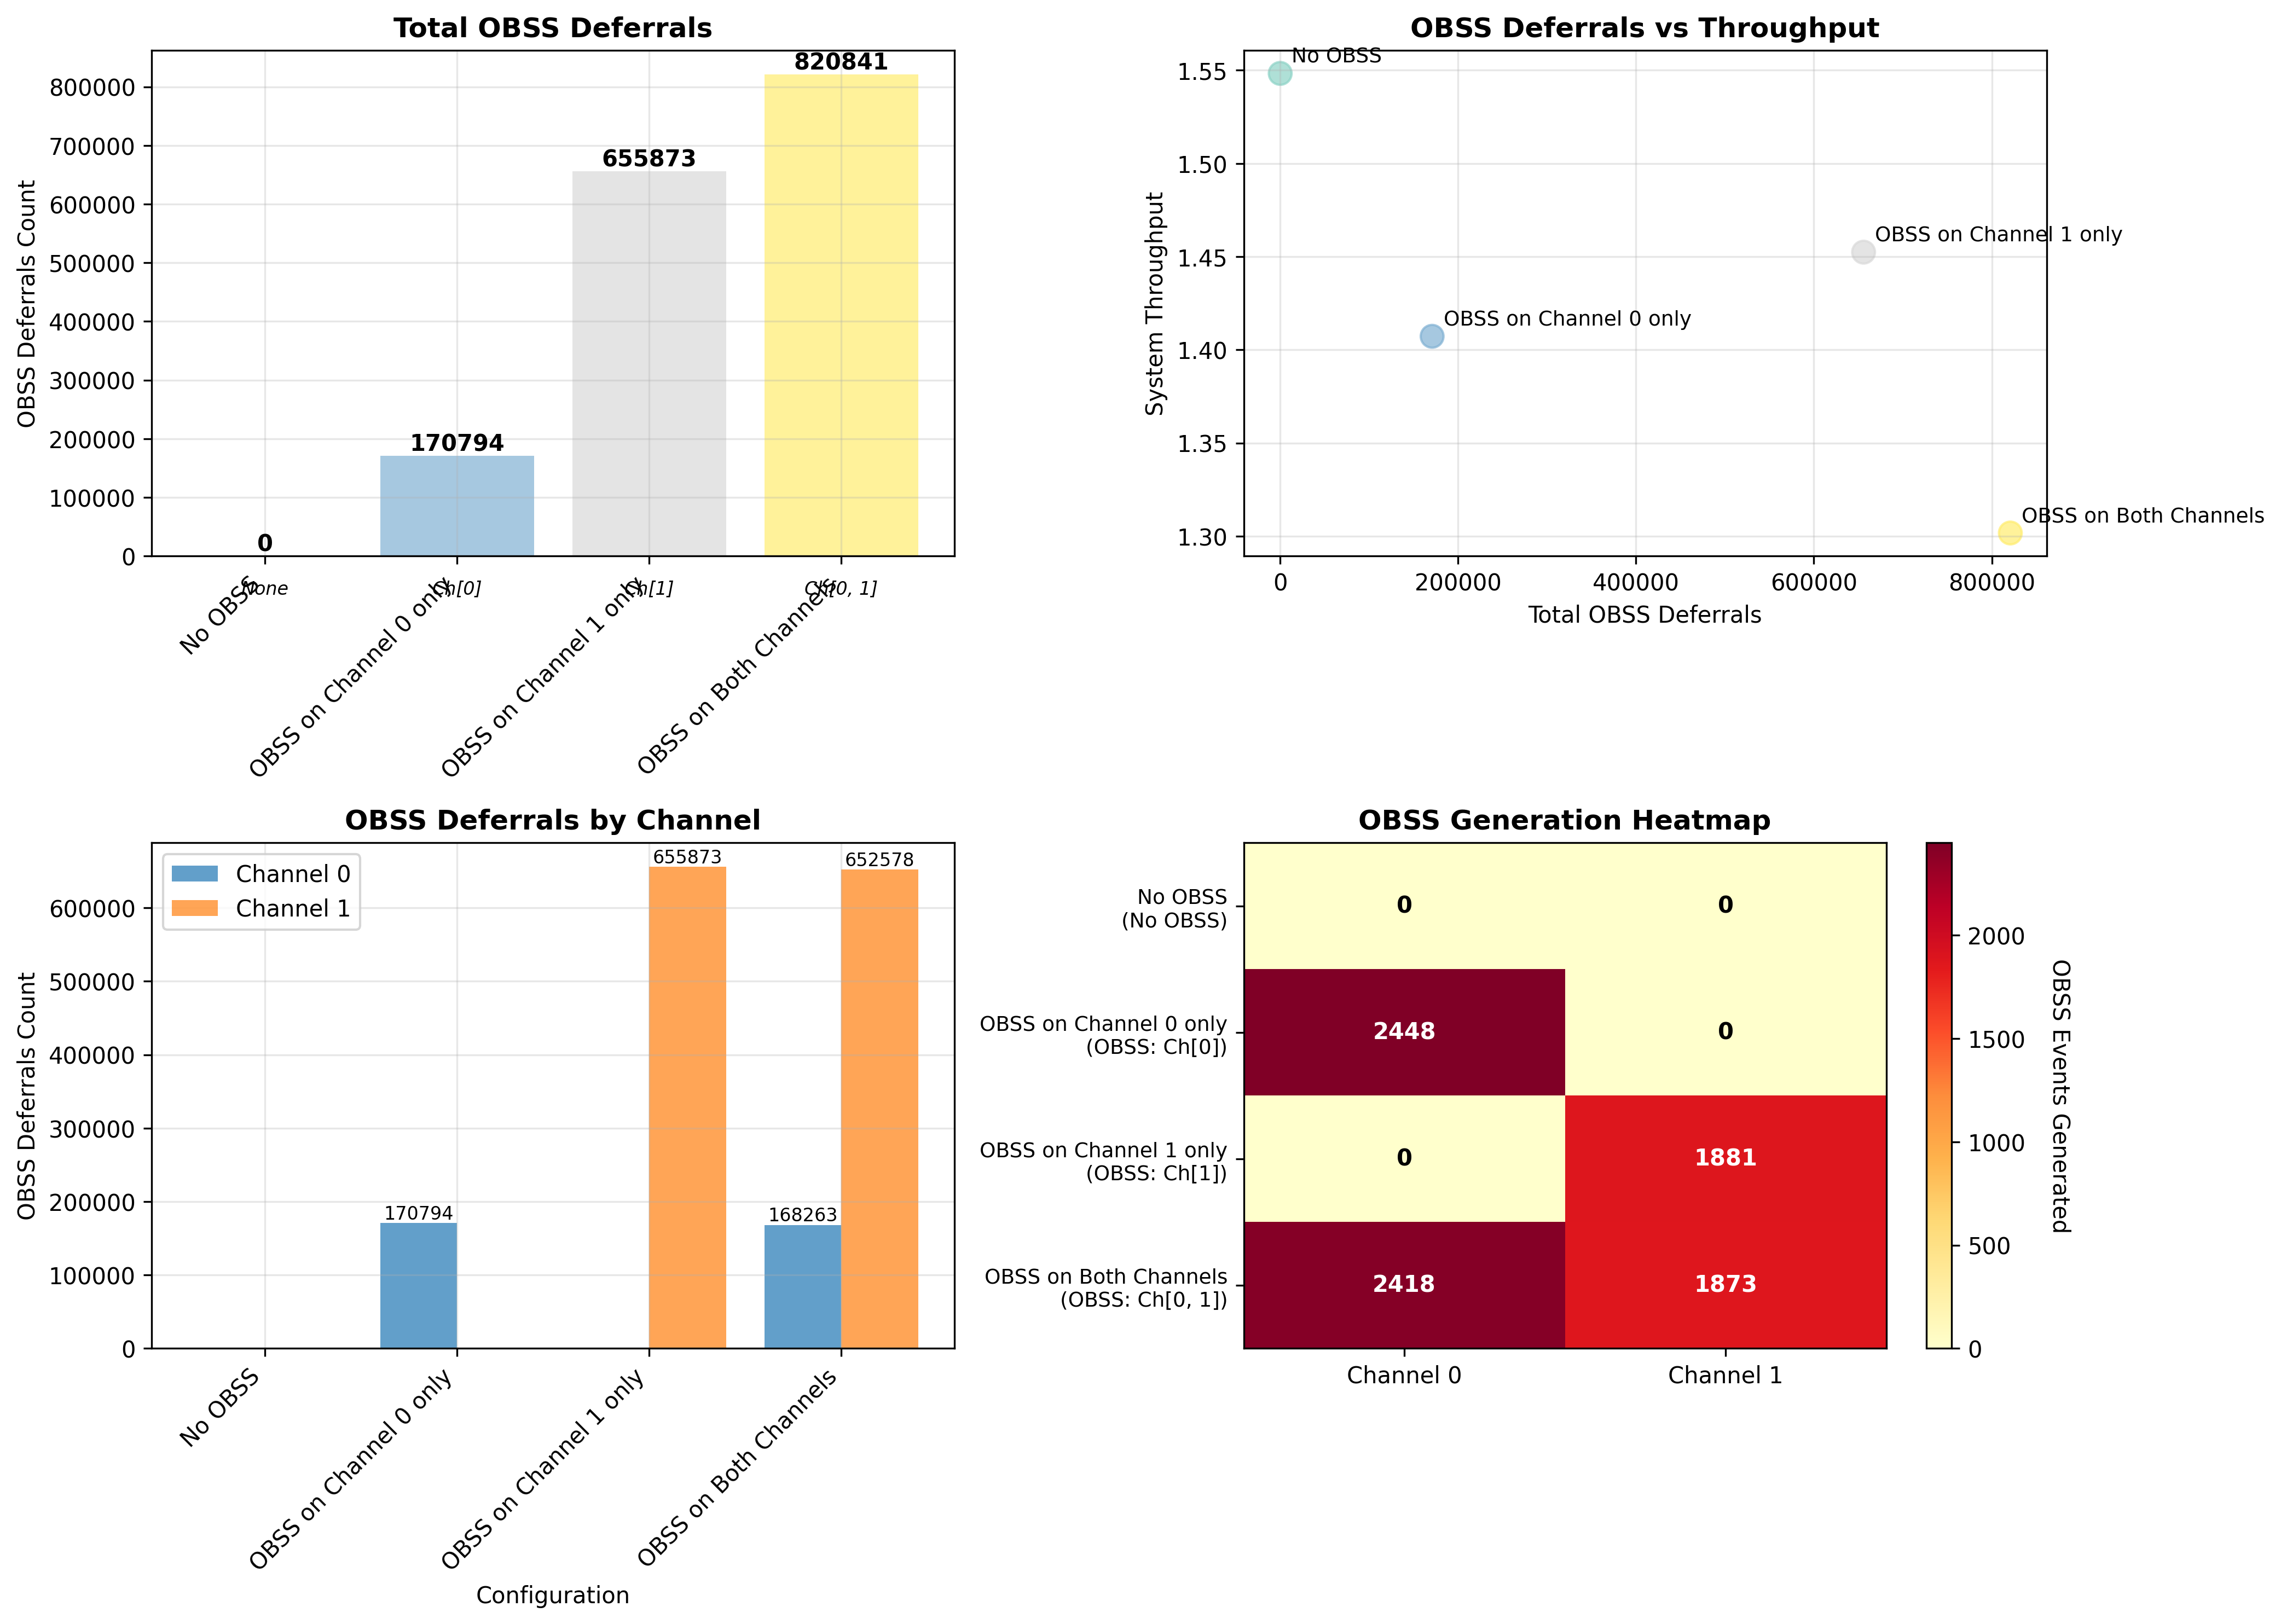 Total OBSS Deferrals
OBSS Deferrals Count
800000
700000
600000
500000
400000
300000
200000
100000
0
0
170794
655873
820841
None
Ch[0]
Ch[1]
Ch[0, 1]
No OBSS
OBSS on Channel 0 only
OBSS on Channel 1 only
OBSS on Both Channels
OBSS Deferrals vs Throughput
System Throughput
1.55
1.50
1.45
1.40
1.35
1.30
No OBSS
OBSS on Channel 1 only
OBSS on Channel 0 only
OBSS on Both Channels
0
200000
400000
600000
800000
Total OBSS Deferrals
OBSS Deferrals by Channel
OBSS Deferrals Count
Channel 0
Channel 1
600000
500000
400000
300000
200000
100000
0
170794
655873
168263
652578
No OBSS
OBSS on Channel 0 only
OBSS on Channel 1 only
OBSS on Both Channels
Configuration
OBSS Generation Heatmap
No OBSS
(No OBSS)
0
0
OBSS on Channel 0 only
(OBSS: Ch[0])
2448
0
OBSS on Channel 1 only
(OBSS: Ch[1])
0
1881
OBSS on Both Channels
(OBSS: Ch[0, 1])
2418
1873
Channel 0
Channel 1
2000
1500
1000
500
0
OBSS Events Generated